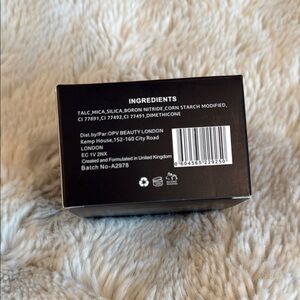 INGREDIENTS
TALC,MICA,SILICA,BORON NITRIDE,CORN STARCH MODIFIED,
CI 77891,CI 77492,CI 77491,DIMETHICONE
Dist.by/Par:OPV BEAUTY LONDON
Kemp House,152-160 City Road
LONDON
EC 1V 2NX
Created and Formulated in United Kingdom
Batch No-A2978